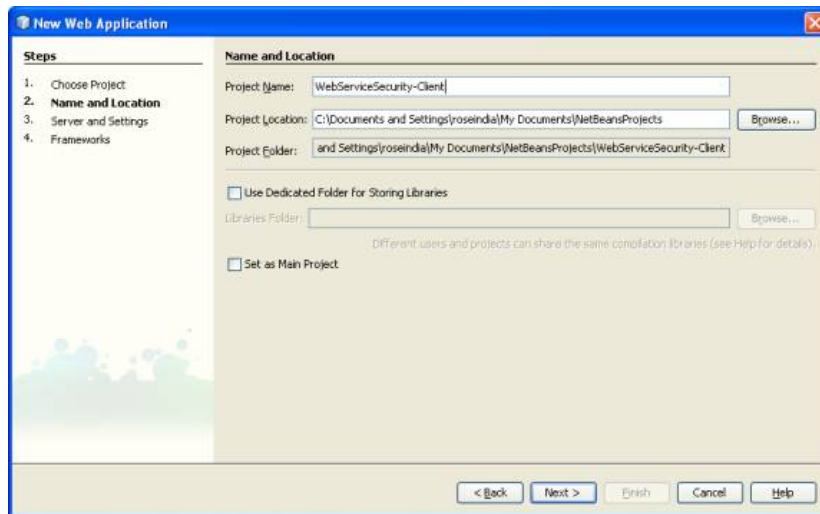 New Web Application
Steps
1. Choose Project
2. Name and Location
3. Server and Settings
4. Frameworks
Name and Location
Project Name: WebServiceSecurity-Client
Project Location: C:\Documents and Settings\roseindia\My Documents\NetBeansProjects Browse...
Project Folder: and Settings\roseindia\My Documents\NetBeansProjects\WebServiceSecurity-Client
Use Dedicated Folder for Storing Libraries
Libraries Folder: Browse...
Different users and projects can share the same compilation libraries (see Help for details).
Set as Main Project
< Back Next > Finish Cancel Help